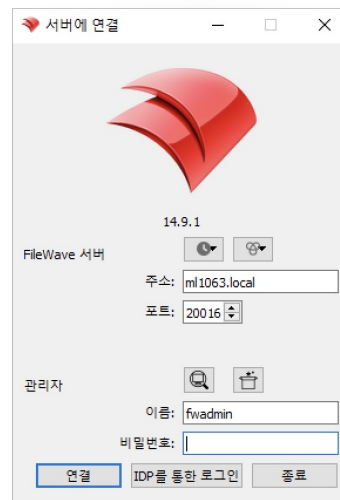 서버에 연결
14.9.1
FileWave 서버
주소: ml1063.local
포트: 20016
관리자
이름: fwadmin
비밀번호:
연결 IDP를 통한 로그인 종료